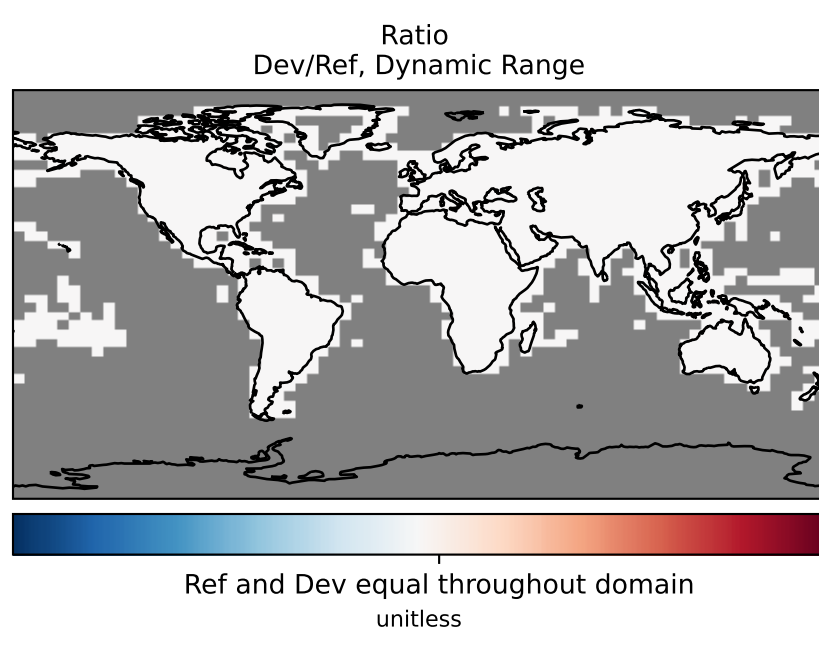 Ratio
Dev/Ref, Dynamic Range
Ref and Dev equal throughout domain
unitless